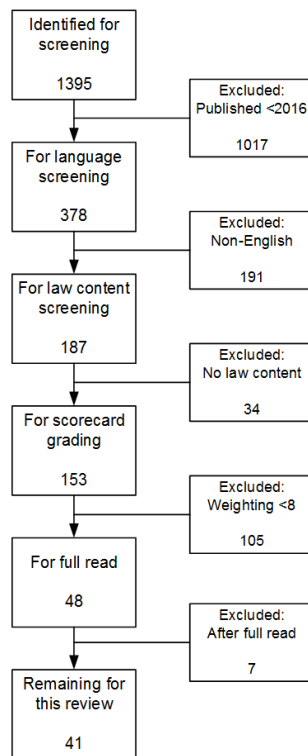 Identified for
screening
1395
Excluded:
Published <2016
1017
For language
screening
378
Excluded:
Non-English
191
For law content
screening
187
Excluded:
No law content
34
For scorecard
grading
153
Excluded:
Weighting <8
105
For full read
48
Excluded:
After full read
7
Remaining for
this review
41